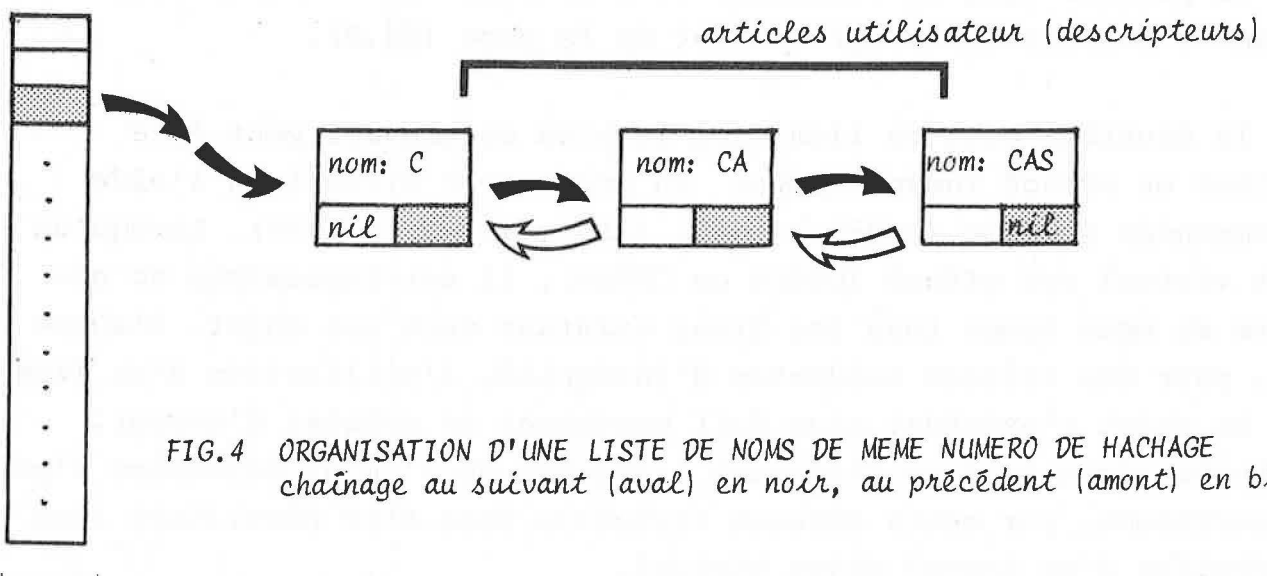 articles utilisateur (descripteurs)
nom: C
nom: CA
nom: CAS
nil
nil
FIG.4 ORGANISATION D'UNE LISTE DE NOMS DE MEME NUMERO DE HACHAGE
chaînage au suivant (aval) en noir, au précédent (amont) en